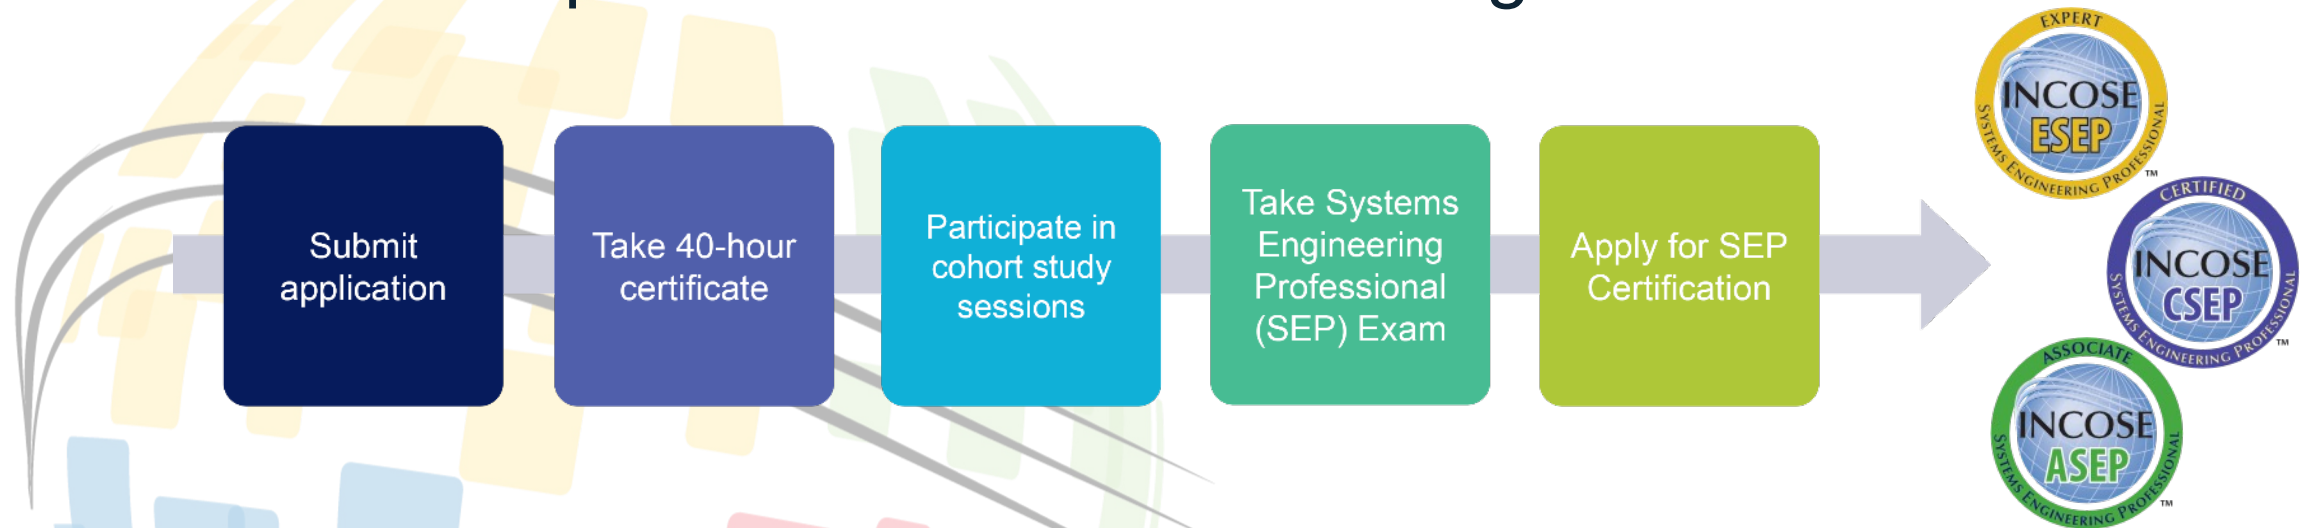 Submit
application
Take 40-hour
certificate
Participate in
cohort study
sessions
Take Systems
Engineering
Professional
(SEP) Exam
Apply for SEP
Certification
EXPERT
INCOSE
ESEP
SYSTEMS ENGINEERING PROFESSIONAL
TM
CERTIFIED
INCOSE
CSEP
SYSTEMS ENGINEERING PROFESSIONAL
TM
ASSOCIATE
INCOSE
ASEP
SYSTEMS ENGINEERING PROFESSIONAL
TM